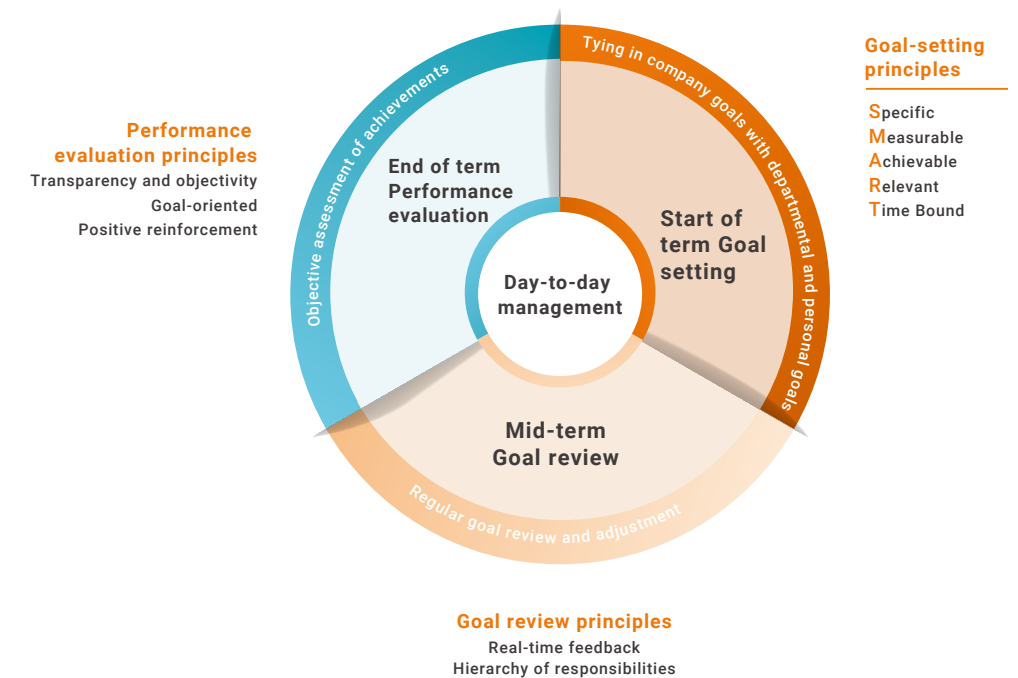 Goal-setting
principles
Specific
Measurable
Achievable
Relevant
Time Bound
Performance
evaluation principles
Transparency and objectivity
Goal-oriented
Positive reinforcement
Objective assessment of achievements
Tying in company goals with departmental and personal goals
End of term
Performance
evaluation
Start of
term Goal
setting
Day-to-day
management
Mid-term
Goal review
Regular goal review and adjustment
Goal review principles
Real-time feedback
Hierarchy of responsibilities